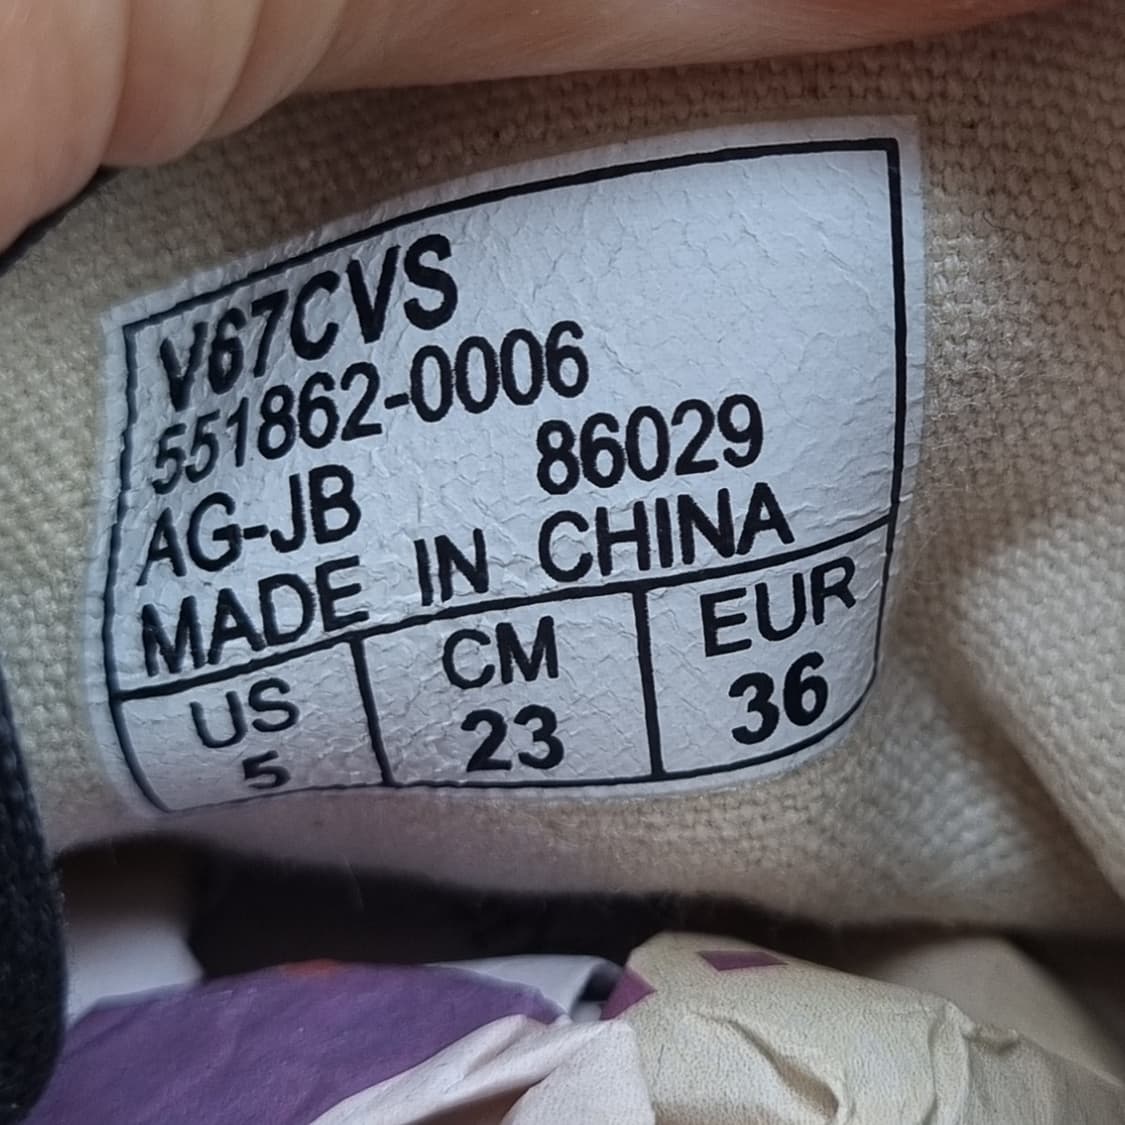 V67CVS
551862-0006
AG-JB 86029
MADE IN CHINA
US CM EUR
5 23 36